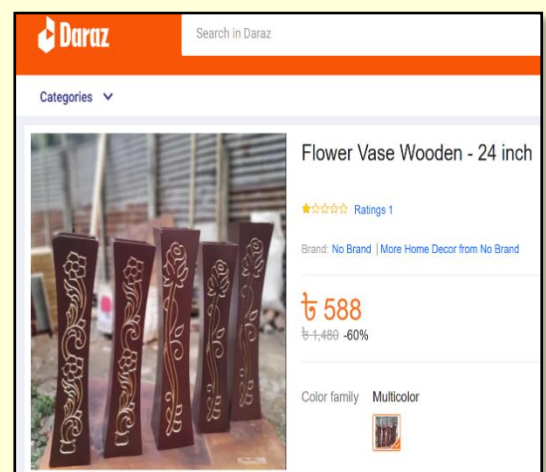 Daraz
Search in Daraz
Categories
Flower Vase Wooden - 24 inch
Ratings 1
Brand: No Brand | More Home Decor from No Brand
৳ 588
৳ 1,480 -60%
Color family Multicolor